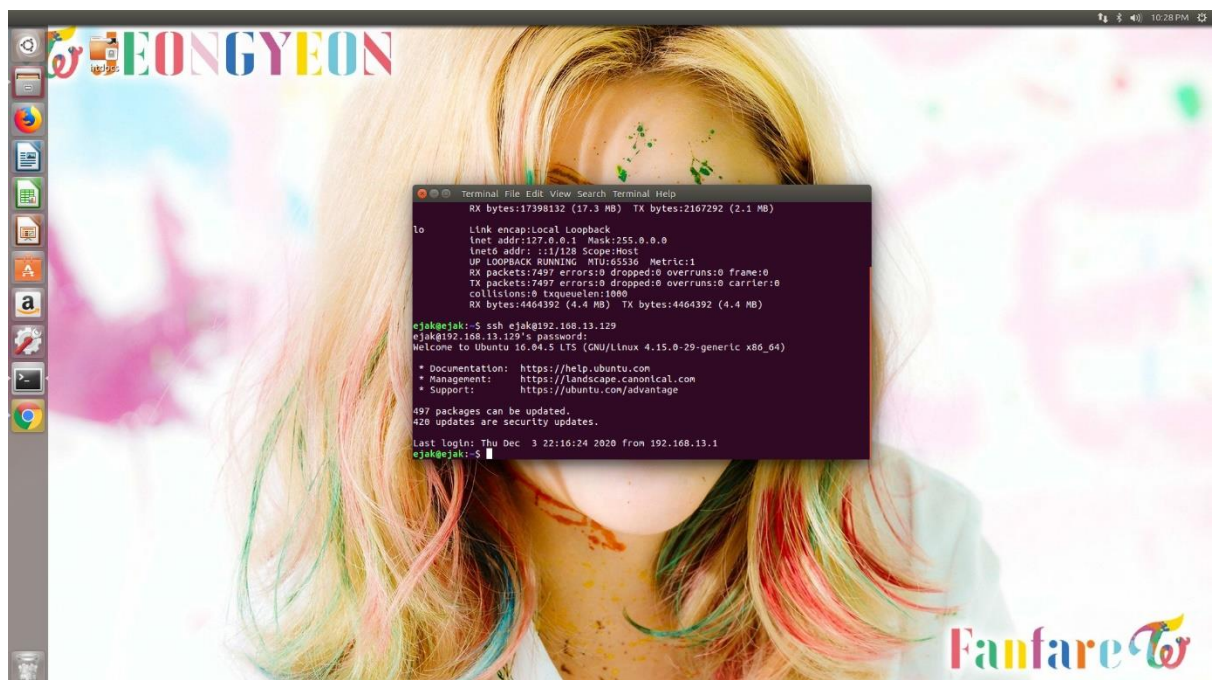 10:28 PM
JEONGYEON
htdocs
Terminal File Edit View Search Terminal Help
RX bytes:17398132 (17.3 MB)  TX bytes:2167292 (2.1 MB)
lo        Link encap:Local Loopback
inet addr:127.0.0.1  Mask:255.0.0.0
inet6 addr: ::1/128 Scope:Host
UP LOOPBACK RUNNING  MTU:65536  Metric:1
RX packets:7497 errors:0 dropped:0 overruns:0 frame:0
TX packets:7497 errors:0 dropped:0 overruns:0 carrier:0
collisions:0 txqueuelen:1000
RX bytes:4464392 (4.4 MB)  TX bytes:4464392 (4.4 MB)
ejak@ejak:~$ ssh ejak@192.168.13.129
ejak@192.168.13.129's password:
Welcome to Ubuntu 16.04.5 LTS (GNU/Linux 4.15.0-29-generic x86_64)
* Documentation:  https://help.ubuntu.com
* Management:     https://landscape.canonical.com
* Support:        https://ubuntu.com/advantage
497 packages can be updated.
420 updates are security updates.
Last login: Thu Dec  3 22:16:24 2020 from 192.168.13.1
ejak@ejak:~$
Fanfare